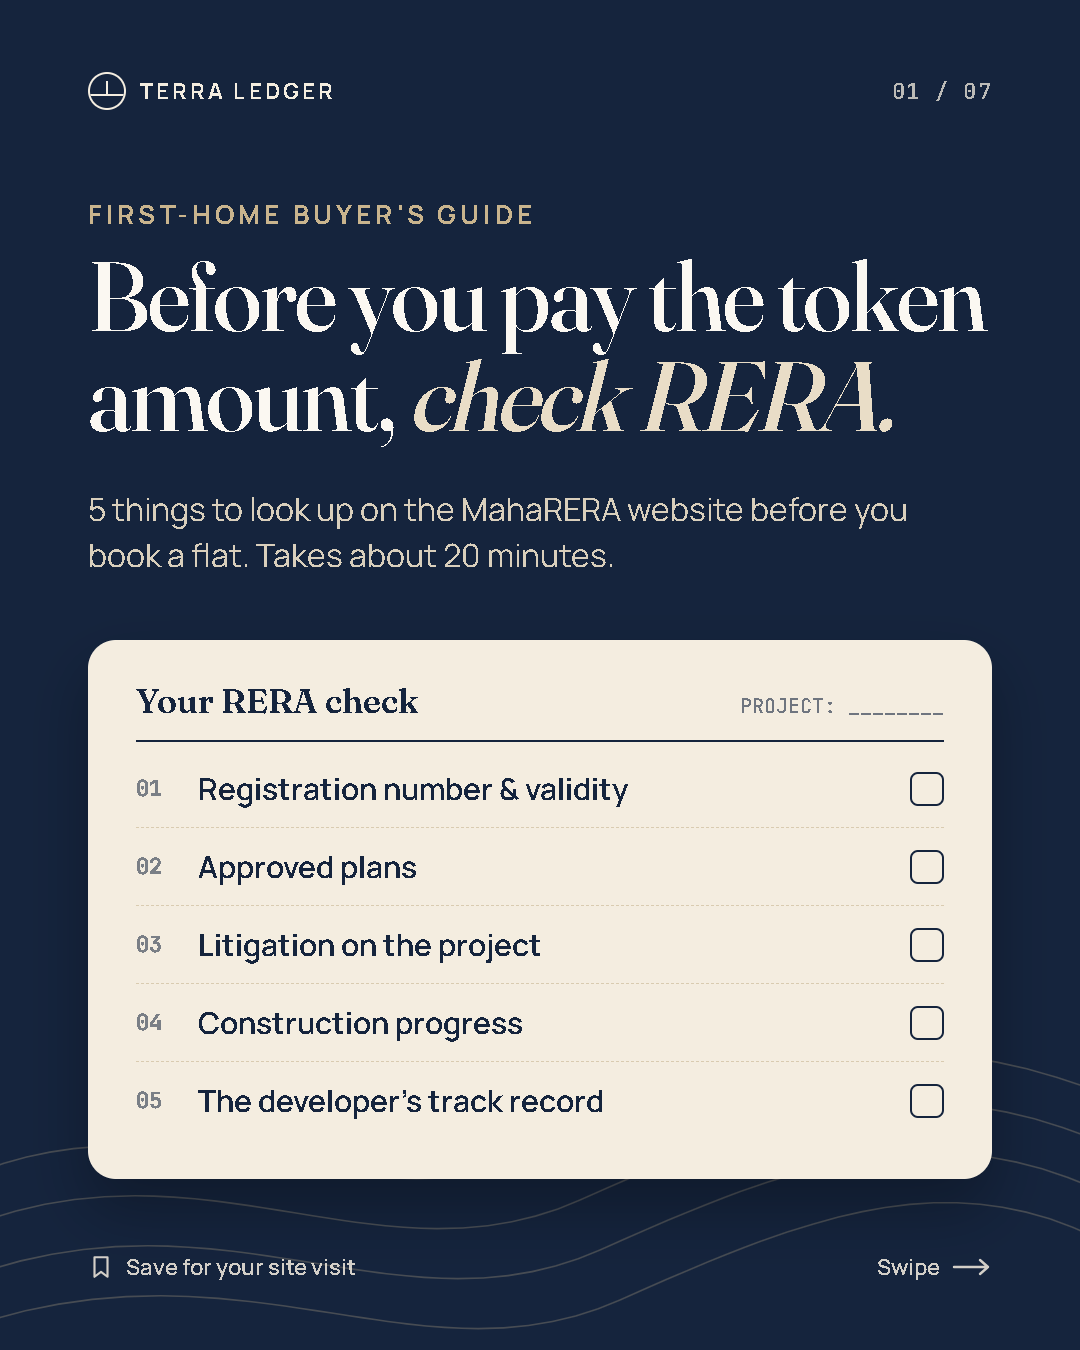 TERRA LEDGER
01 / 07
FIRST-HOME BUYER'S GUIDE
Before you pay the token
amount, check RERA.
5 things to look up on the MahaRERA website before you
book a flat. Takes about 20 minutes.
Your RERA check
PROJECT: ________
01 Registration number & validity
02 Approved plans
03 Litigation on the project
04 Construction progress
05 The developer’s track record
Save for your site visit
Swipe →